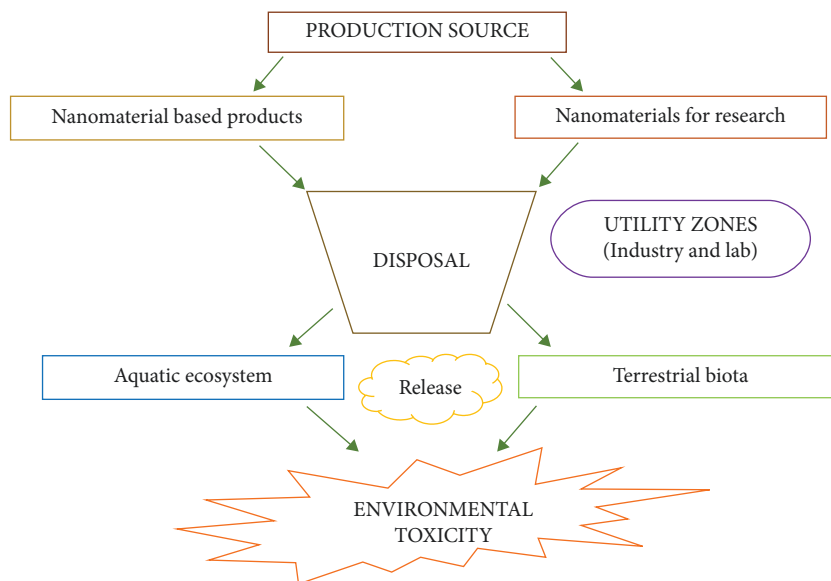 PRODUCTION SOURCE
Nanomaterial based products
Nanomaterials for research
UTILITY ZONES
(Industry and lab)
DISPOSAL
Aquatic ecosystem
Release
Terrestrial biota
ENVIRONMENTAL
TOXICITY